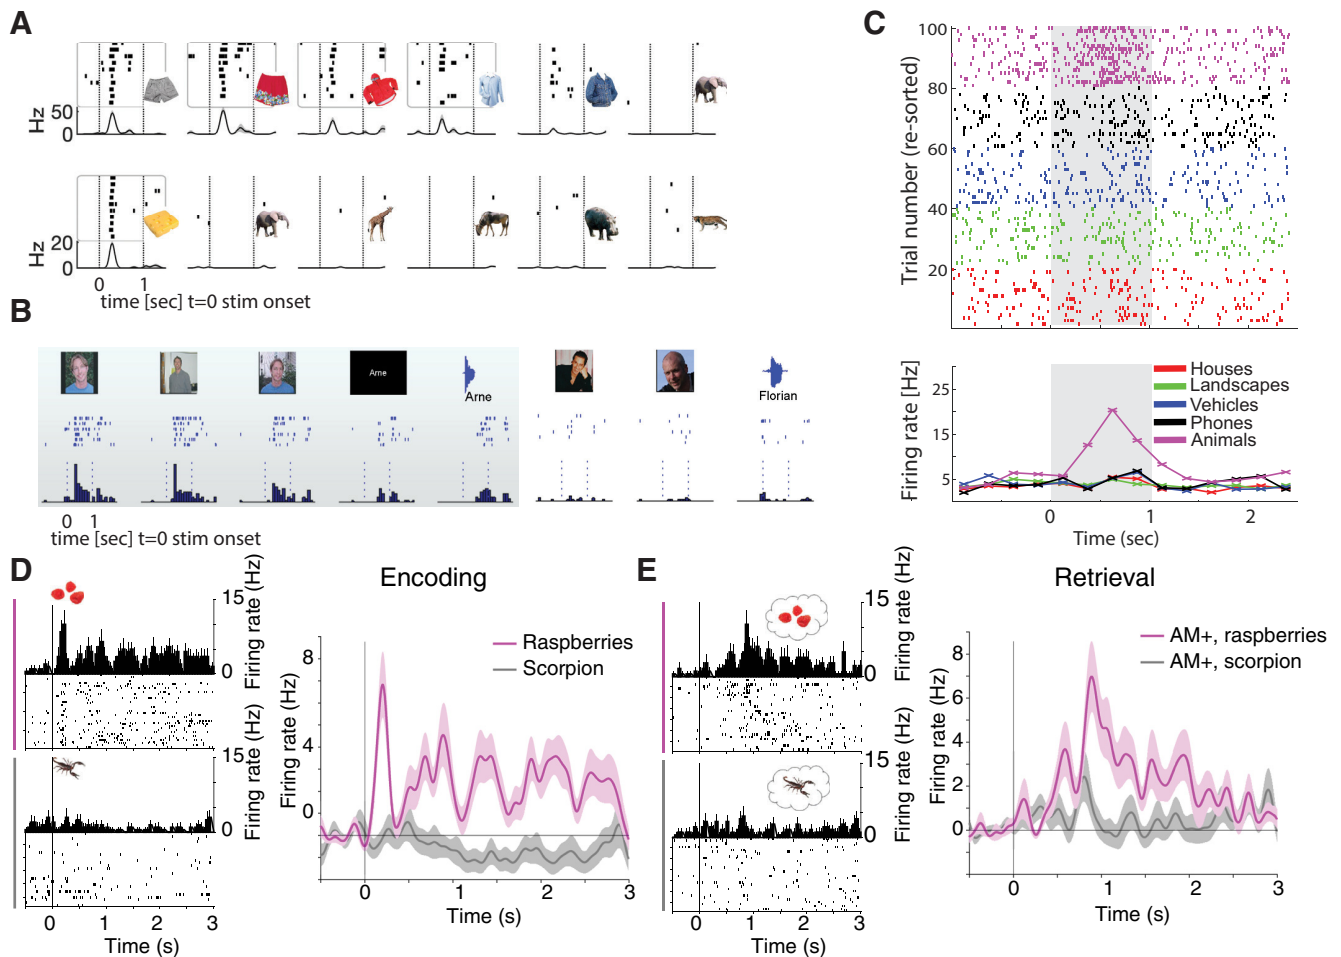 A
50
Hz
0
20
Hz
0
0 1
time [sec] t=0 stim onset
B
Arne
Arne
Florian
0 1
time [sec] t=0 stim onset
C
100
80
60
40
20
Trial number (re-sorted)
Houses
Landscapes
Vehicles
Phones
Animals
25
15
5
Firing rate [Hz]
0 1 2
Time (sec)
D
Encoding
15
0
Firing rate (Hz)
15
0
Firing rate (Hz)
0 1 2 3
Time (s)
Raspberries
Scorpion
8
4
0
Firing rate (Hz)
0 1 2 3
Time (s)
E
Retrieval
15
0
Firing rate (Hz)
15
0
Firing rate (Hz)
0 1 2 3
Time (s)
AM+, raspberries
AM+, scorpion
8
6
4
2
0
Firing rate (Hz)
0 1 2 3
Time (s)